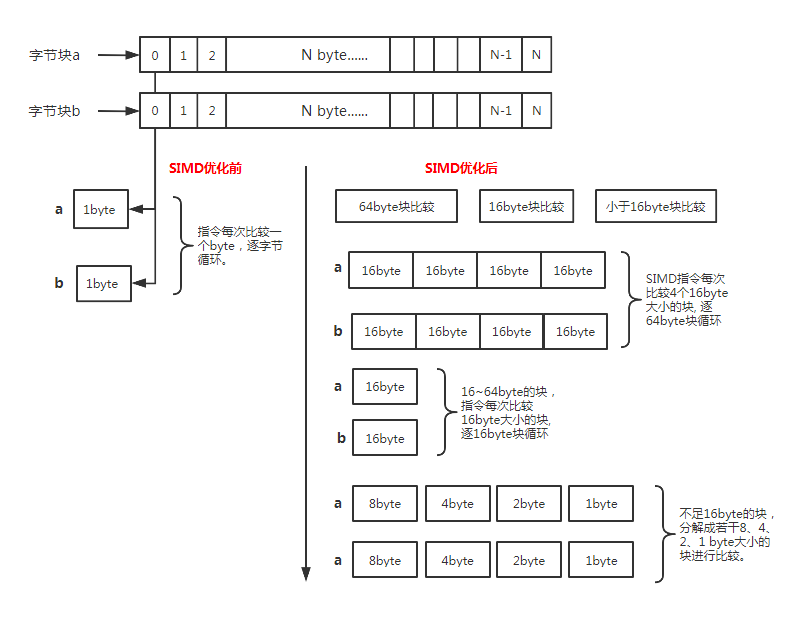 字节块a
0 1 2 N byte...... N-1 N
字节块b
0 1 2 N byte...... N-1 N
SIMD优化前
a 1byte
b 1byte
指令每次比较一
个byte，逐字节
循环。
SIMD优化后
64byte块比较 16byte块比较 小于16byte块比较
a 16byte 16byte 16byte 16byte
b 16byte 16byte 16byte 16byte
SIMD指令每次
比较4个16byte
大小的块, 逐
64byte块循环
a 16byte
b 16byte
16~64byte的块，
指令每次比较
16byte大小的块,
逐16byte块循环
a 8byte 4byte 2byte 1byte
a 8byte 4byte 2byte 1byte
不足16byte的块，
分解成若干8、4、
2、1 byte大小的
块进行比较。